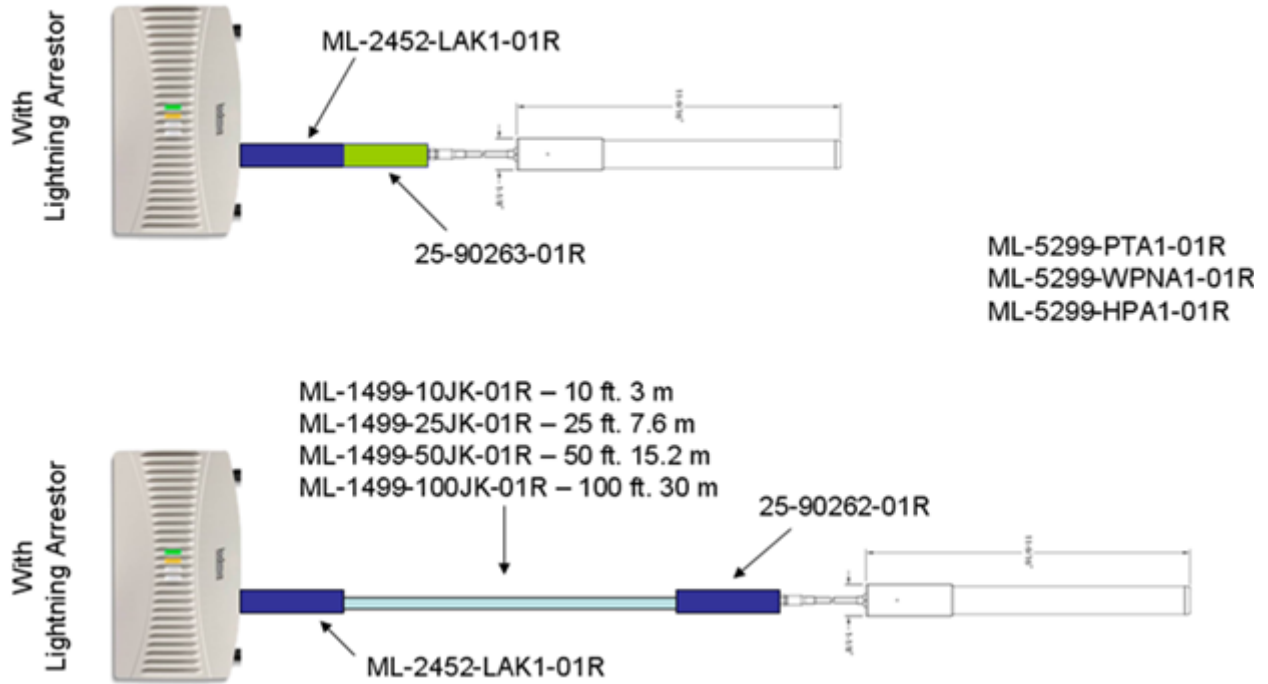 With
Lightning Arrestor
ML-2452-LAK1-01R
25-90263-01R
ML-5299-PTA1-01R
ML-5299-WPNA1-01R
ML-5299-HPA1-01R
ML-1499-10JK-01R – 10 ft. 3 m
ML-1499-25JK-01R – 25 ft. 7.6 m
ML-1499-50JK-01R – 50 ft. 15.2 m
ML-1499-100JK-01R – 100 ft. 30 m
25-90262-01R
With
Lightning Arrestor
ML-2452-LAK1-01R